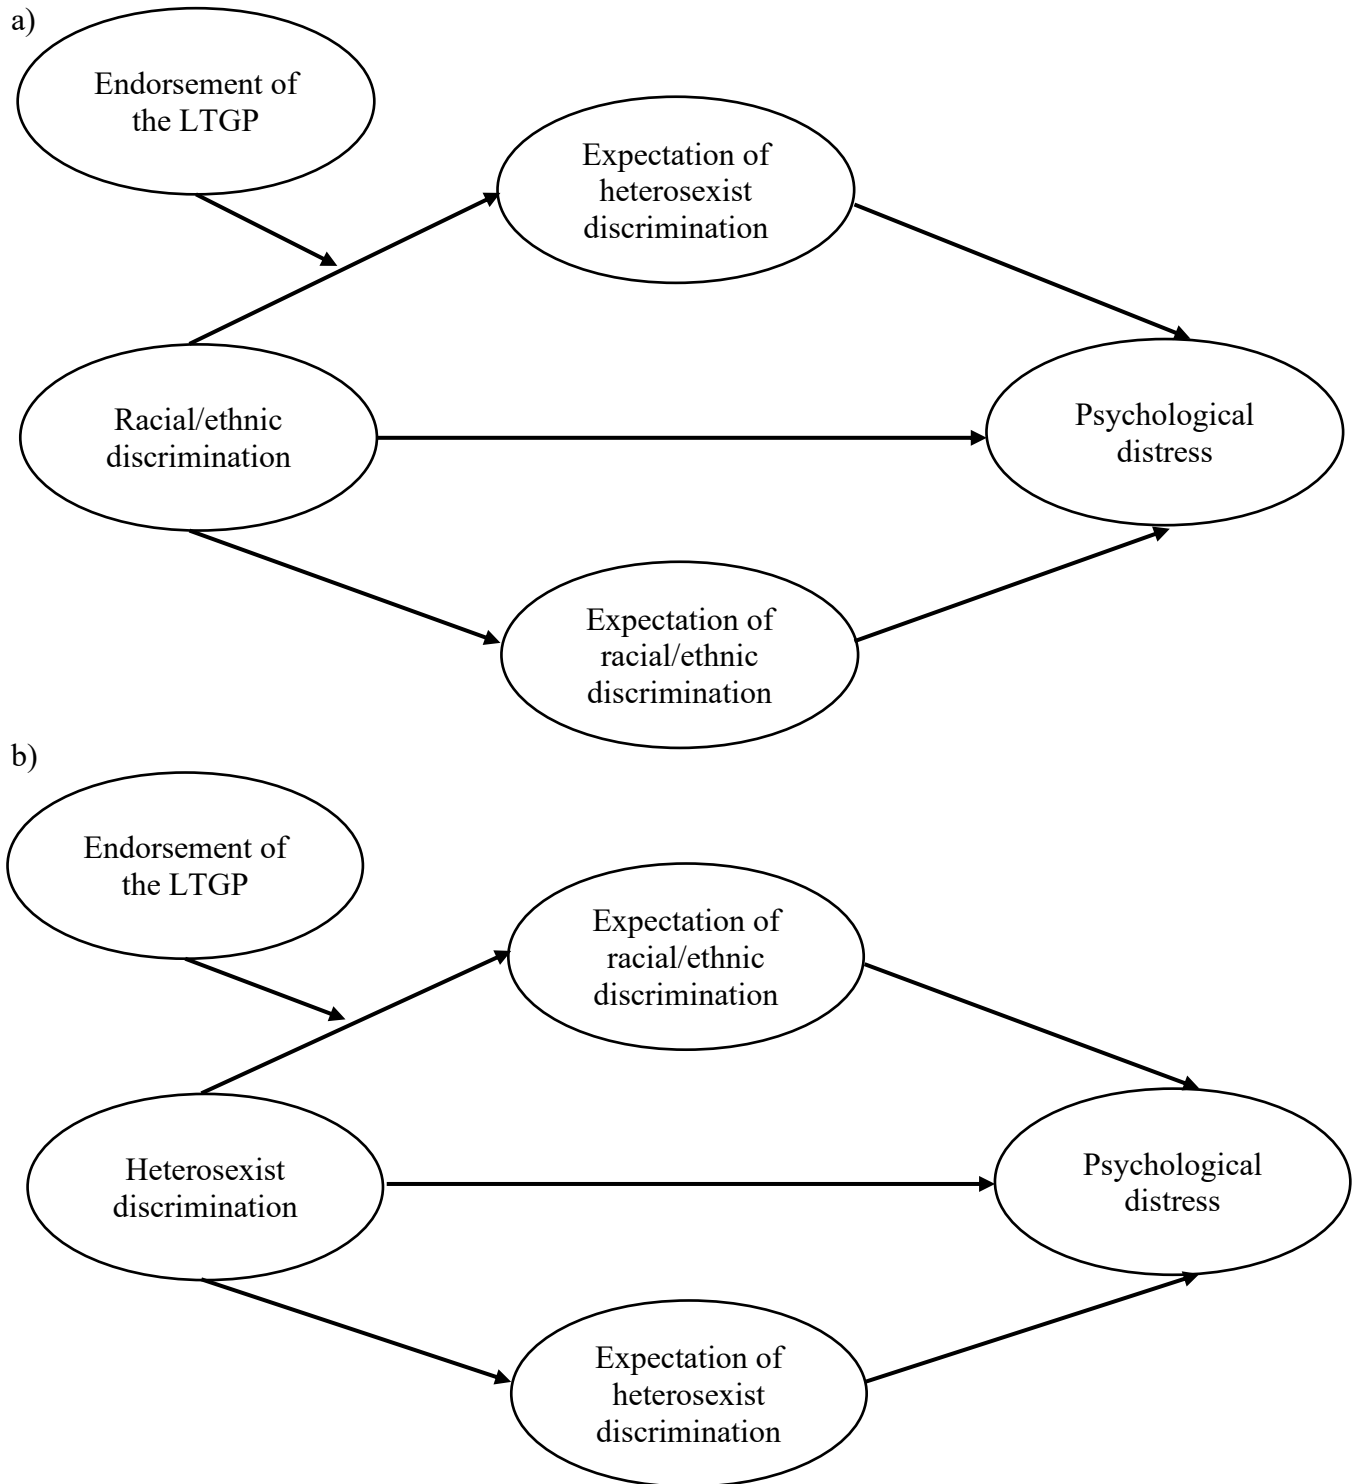 a)
Endorsement of
the LTGP
Expectation of
heterosexist
discrimination
Racial/ethnic
discrimination
Psychological
distress
Expectation of
racial/ethnic
discrimination
b)
Endorsement of
the LTGP
Expectation of
racial/ethnic
discrimination
Heterosexist
discrimination
Psychological
distress
Expectation of
heterosexist
discrimination